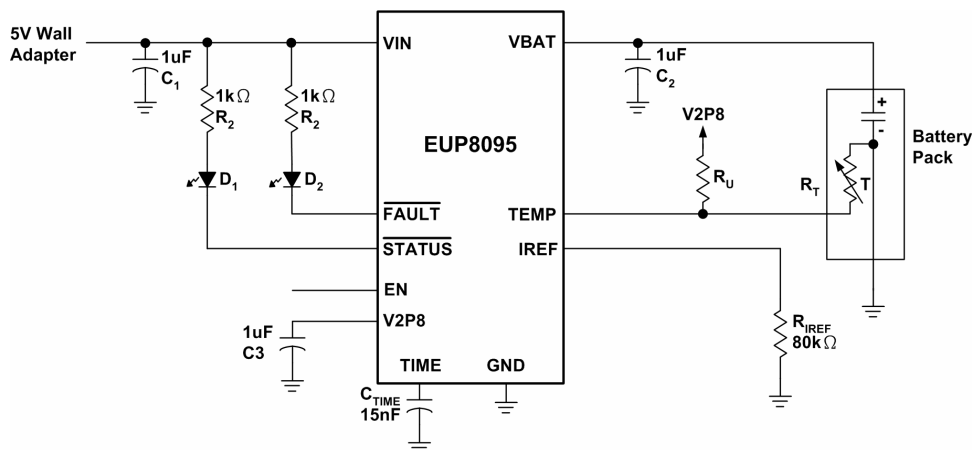 5V Wall
Adapter
1uF
C1
1kΩ
R2
1kΩ
R2
D1
D2
VIN
VBAT
EUP8095
FAULT
STATUS
EN
V2P8
TIME
GND
TEMP
IREF
1uF
C2
V2P8
RU
RT
T
+
-
Battery
Pack
1uF
C3
CTIME
15nF
RIREF
80kΩ